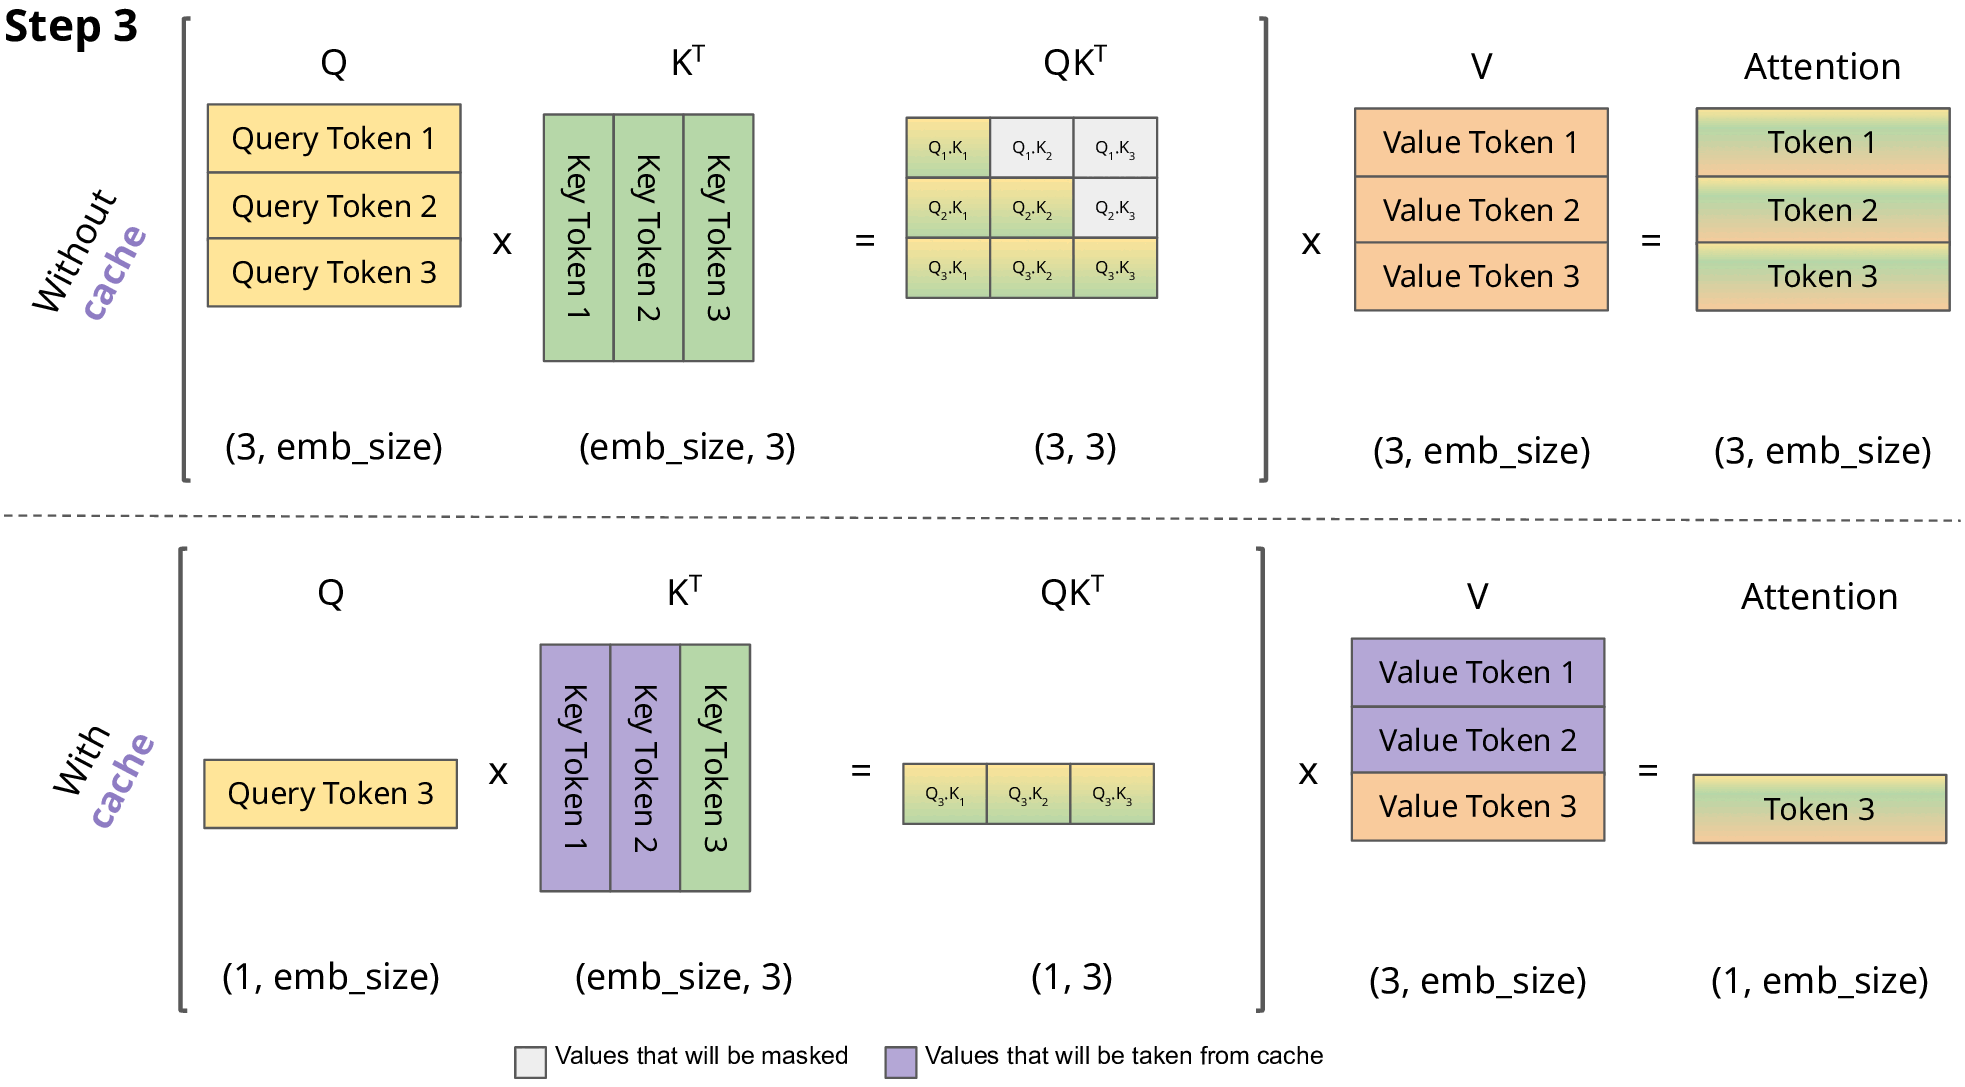 Step 3
Without
cache
Q
K^T
QK^T
V
Attention
Query Token 1
Query Token 2
Query Token 3
x
Key Token 1
Key Token 2
Key Token 3
=
Q1.K1 Q1.K2 Q1.K3
Q2.K1 Q2.K2 Q2.K3
Q3.K1 Q3.K2 Q3.K3
x
Value Token 1
Value Token 2
Value Token 3
=
Token 1
Token 2
Token 3
(3, emb_size)
(emb_size, 3)
(3, 3)
(3, emb_size)
(3, emb_size)
With
cache
Q
K^T
QK^T
V
Attention
Query Token 3
x
Key Token 1
Key Token 2
Key Token 3
=
Q3.K1 Q3.K2 Q3.K3
x
Value Token 1
Value Token 2
Value Token 3
=
Token 3
(1, emb_size)
(emb_size, 3)
(1, 3)
(3, emb_size)
(1, emb_size)
Values that will be masked
Values that will be taken from cache